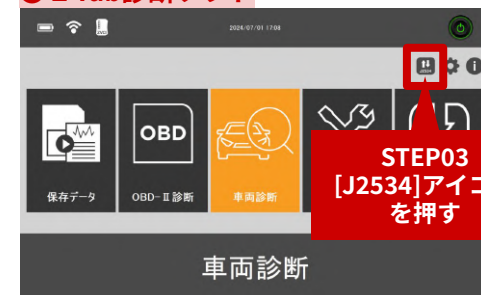 2024/07/01 17:08
J2534
OBD
保存データ
OBD-Ⅱ診断
車両診断
STEP03
[J2534]アイコ
を押す
車両診断